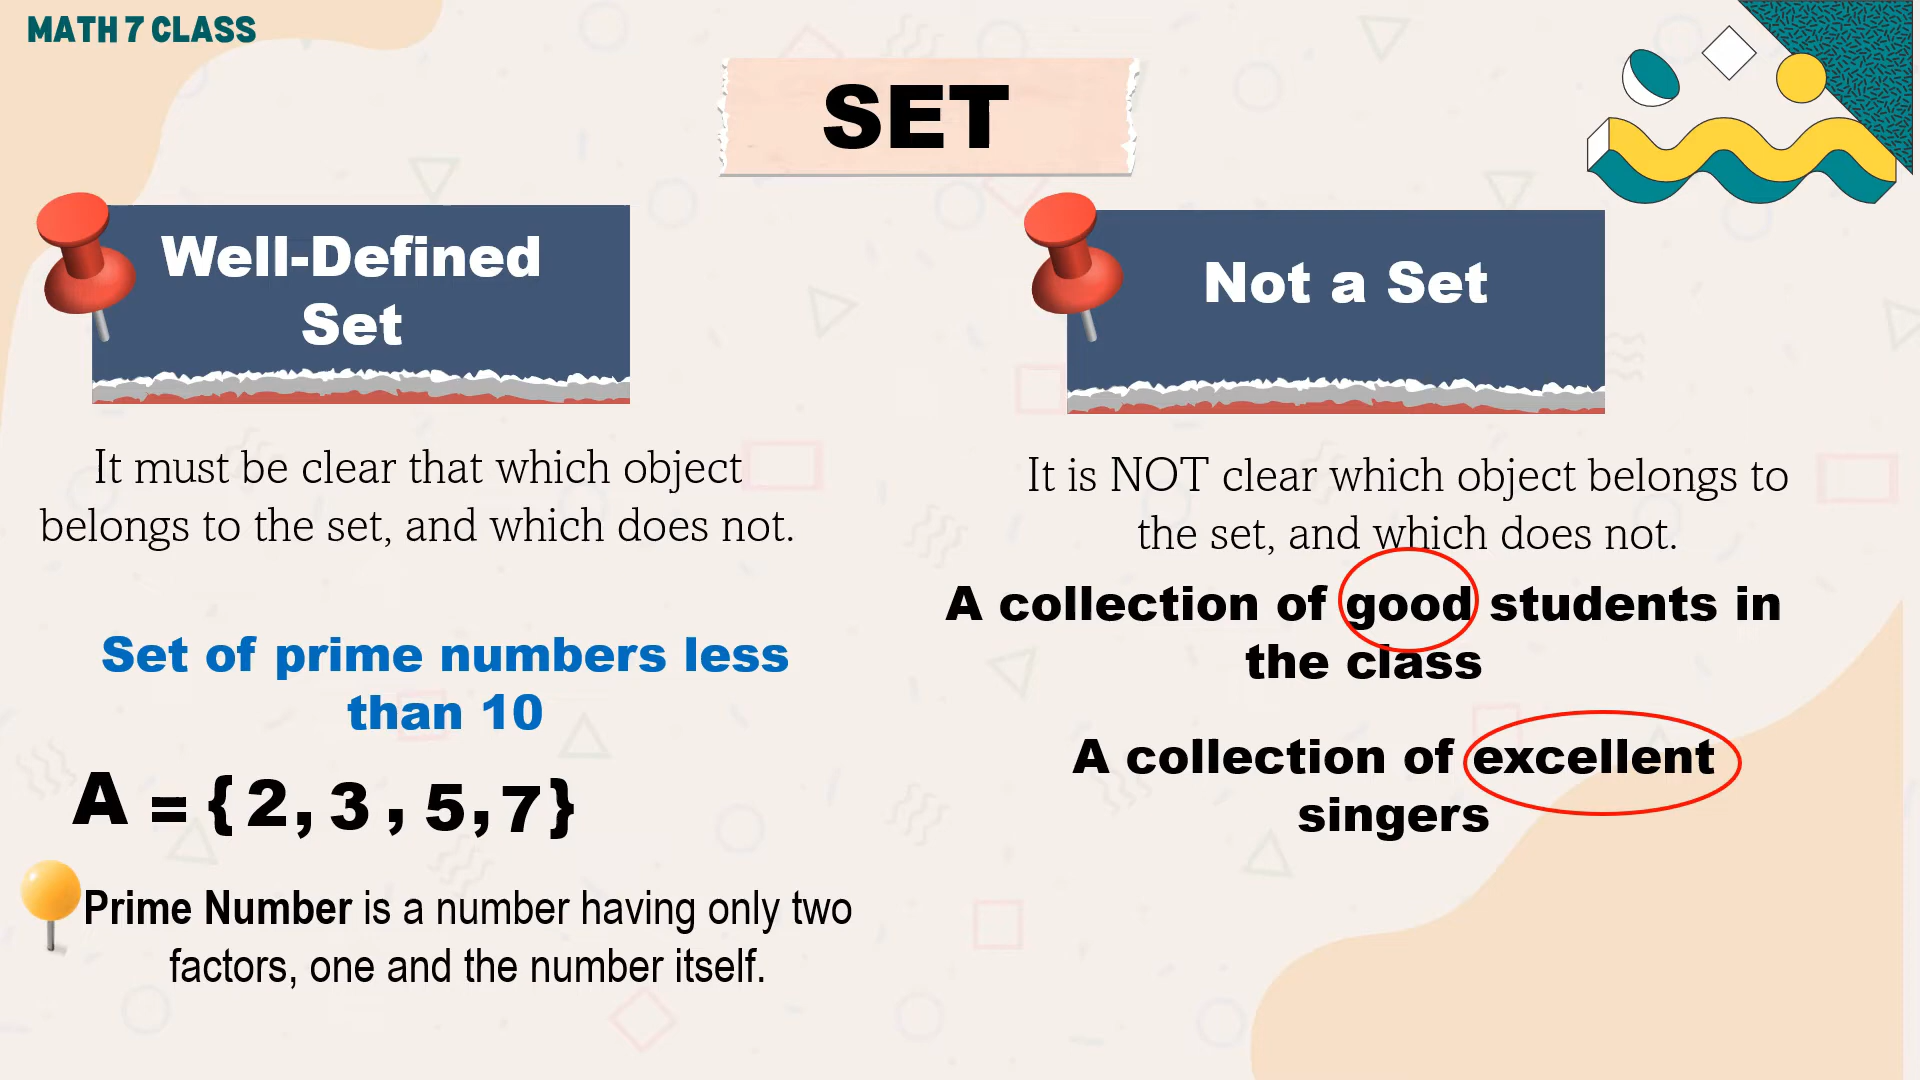 MATH 7 CLASS
SET
Well-Defined
Set
It must be clear that which object
belongs to the set, and which does not.
Set of prime numbers less
than 10
A = { 2, 3 , 5, 7 }
Prime Number is a number having only two
factors, one and the number itself.
Not a Set
It is NOT clear which object belongs to
the set, and which does not.
A collection of good students in
the class
A collection of excellent
singers